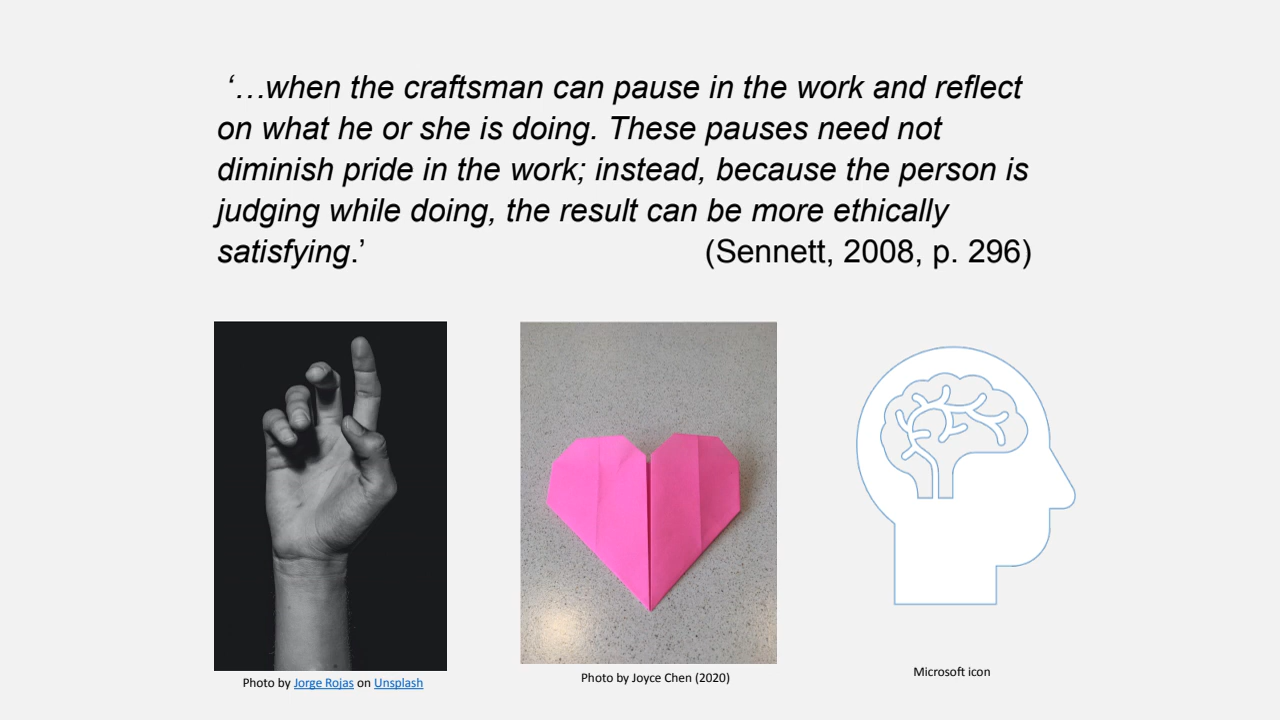 ‘…when the craftsman can pause in the work and reflect
on what he or she is doing. These pauses need not
diminish pride in the work; instead, because the person is
judging while doing, the result can be more ethically
satisfying.’ (Sennett, 2008, p. 296)
Photo by Jorge Rojas on Unsplash
Photo by Joyce Chen (2020)
Microsoft icon